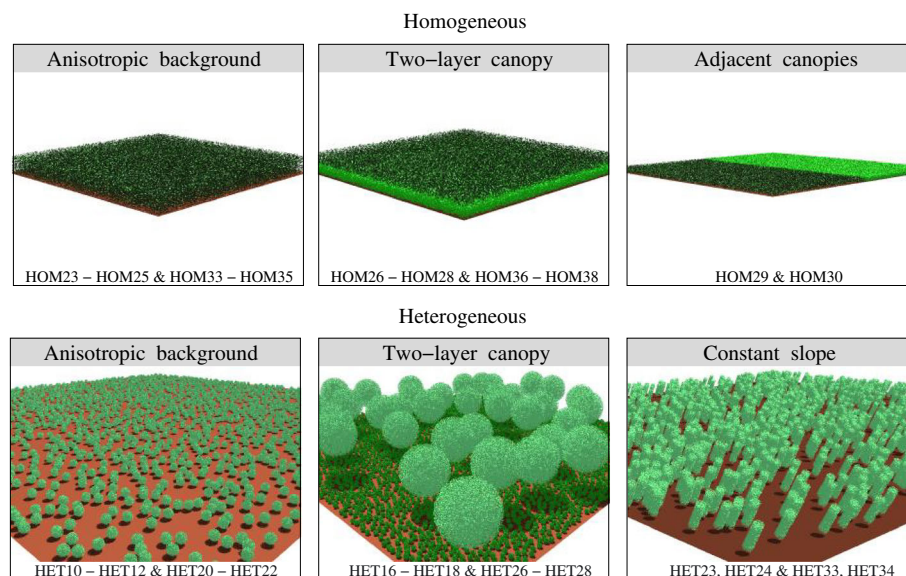 Homogeneous
Anisotropic background
Two−layer canopy
Adjacent canopies
HOM23 − HOM25 & HOM33 − HOM35
HOM26 − HOM28 & HOM36 − HOM38
HOM29 & HOM30
Heterogeneous
Anisotropic background
Two−layer canopy
Constant slope
HET10 − HET12 & HET20 − HET22
HET16 − HET18 & HET26 − HET28
HET23, HET24 & HET33, HET34